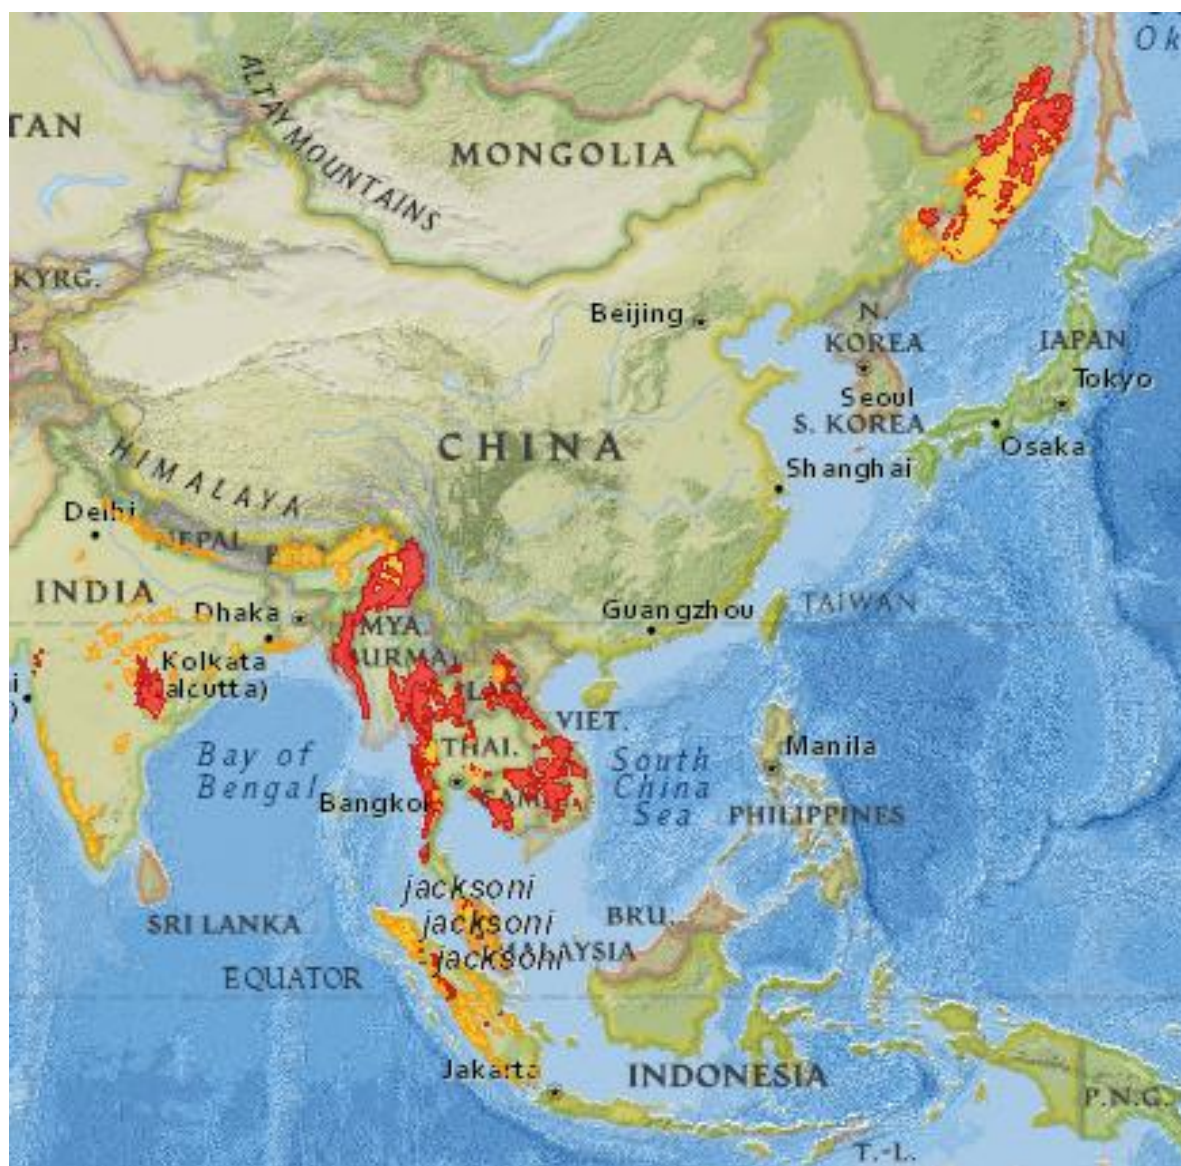 Ok
ALTAY MOUNTAINS
TAN
MONGOLIA
KYRG.
Beijing
N.
KOREA
JAPAN
Seoul
Tokyo
S. KOREA
Osaka
CHINA
HIMALAYA
Shanghai
Delhi
NEPAL
INDIA
Dhaka
Guangzhou
TAIWAN
MYA.
BURMA
Kolkata
alcutta)
VIET.
THAI.
Bay of
Bengal
South
China
Sea
Manila
Bangkok
PHILIPPINES
jacksoni
SRI LANKA
jacksoni
BRU.
MALAYSIA
jacksoni
EQUATOR
Jakarta
INDONESIA
P.N.G.
T.-L.